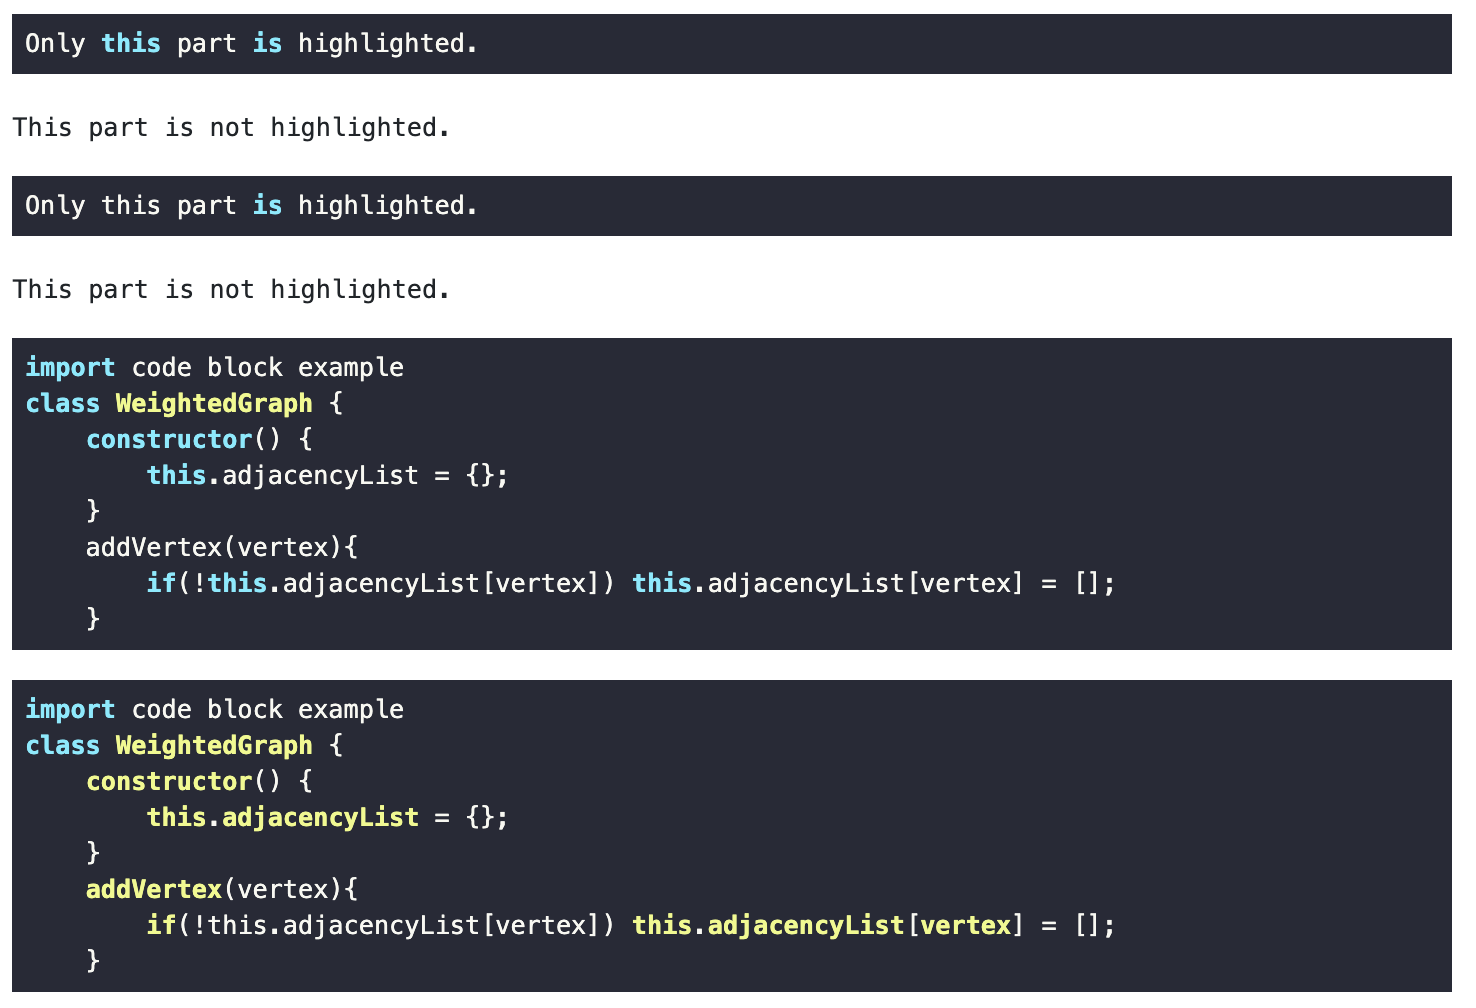 Only this part is highlighted.
This part is not highlighted.
Only this part is highlighted.
This part is not highlighted.
import code block example
class WeightedGraph {
    constructor() {
        this.adjacencyList = {};
    }
    addVertex(vertex){
        if(!this.adjacencyList[vertex]) this.adjacencyList[vertex] = [];
    }
import code block example
class WeightedGraph {
    constructor() {
        this.adjacencyList = {};
    }
    addVertex(vertex){
        if(!this.adjacencyList[vertex]) this.adjacencyList[vertex] = [];
    }